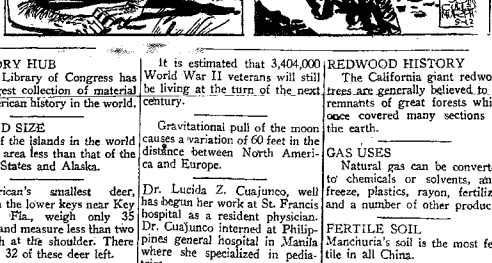 ORY HUB
Library of Congress has
gest collection of material
erican history in the world.
D SIZE
of the islands in the world
area less than that of the
States and Alaska.
rican's smallest deer,
the lower keys near Key
Fla., weigh only 35
and measure less than two
h at the shoulder. There
32 of these deer left.
It is estimated that 3,404,000
World War II veterans will still
be living at the turn of the next
century.
Gravitational pull of the moon
causes a variation of 60 feet in the
distance between North Ameri-
ca and Europe.
Dr. Lucida Z. Cuajunco, well
has begun her work at St. Francis
hospital as a resident physician.
Dr. Cuajunco interned at Philip-
pines general hospital in Manila
where she specialized in pedia-
trics
REDWOOD HISTORY
The California giant redwo
trees are generally believed to
remnants of great forests whi
once covered many sections
the earth.
GAS USES
Natural gas can be convert
to chemicals or solvents, an
freeze, plastics, rayon, fertiliz
and a number of other produc
FERTILE SOIL
Manchuria's soil is the most fe
tile in all China.